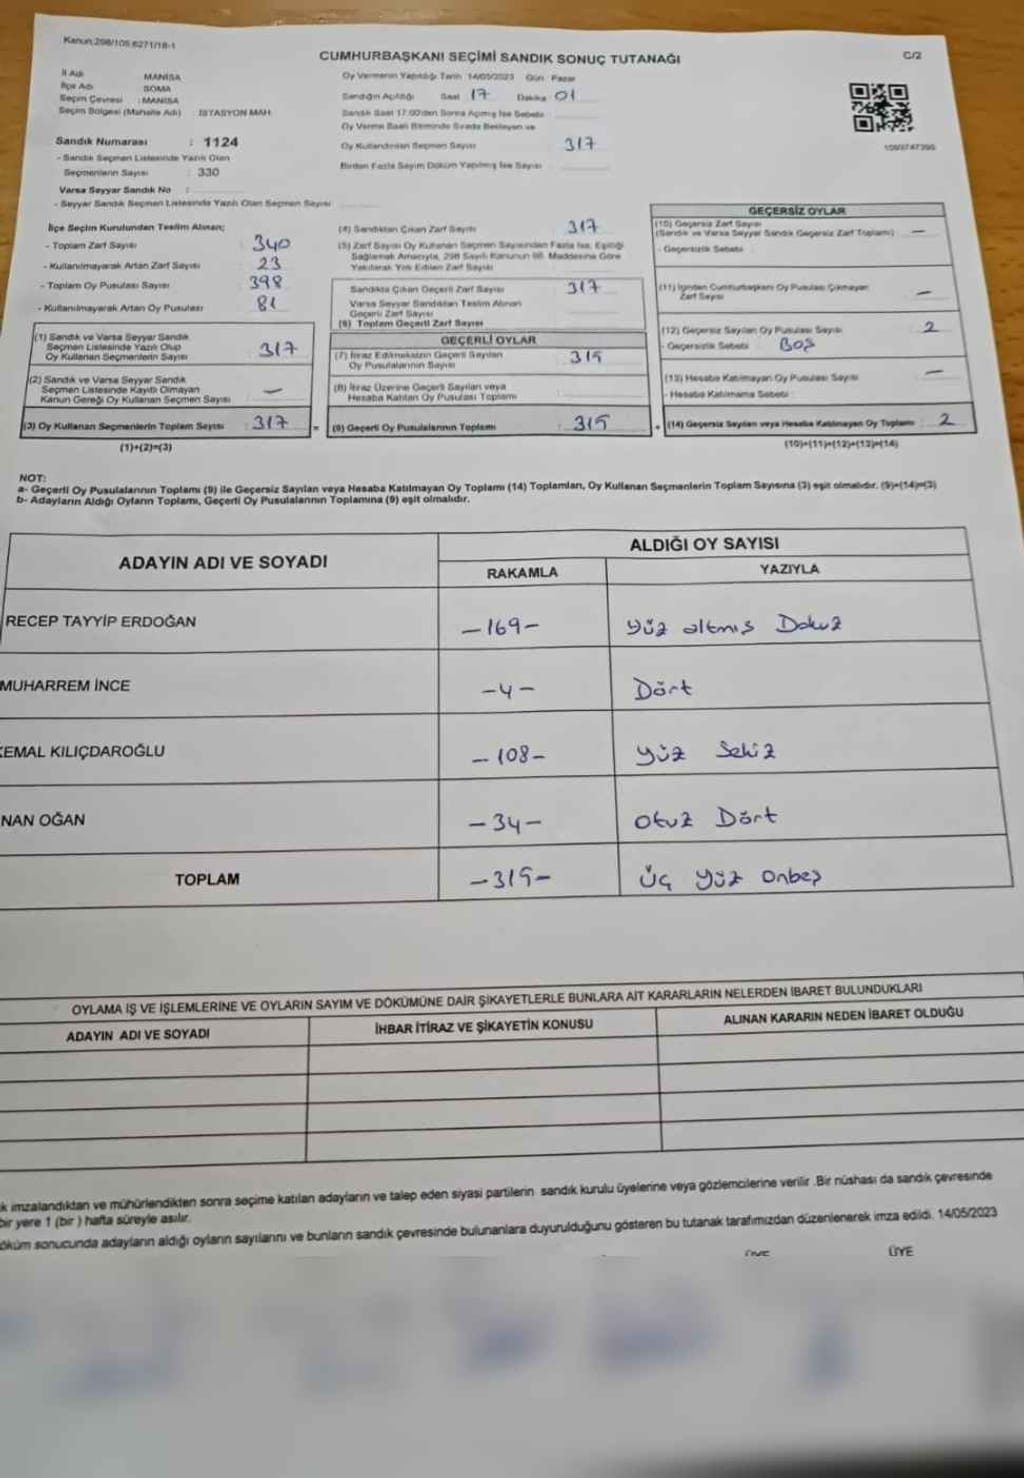 Kanun:298/105.6271/18-1
CUMHURBAŞKANI SEÇİMİ SANDIK SONUÇ TUTANAĞI
C/2
İl Adı MANİSA
İlçe Adı SOMA
Seçim Çevresi : MANİSA
Seçim Bölgesi (Mahalle Adı) İSTASYON MAH.
Sandık Numarası : 1124
- Sandık Seçmen Listesinde Yazılı Olan
Seçmenlerin Sayısı : 330
Varsa Seyyar Sandık No :
- Seyyar Sandık Seçmen Listesinde Yazılı Olan Seçmen Sayısı
Oy Vermenin Yapıldığı Tarih 14/05/2023 Gün Pazar
Sandığın Açıldığı Saat 17 Dakika 01
Sandık Saat 17.00'den Sonra Açılmış İse Sebebi
Oy Verme Saati Bitiminde Sırada Bekleyen ve
Oy Kullandırılan Seçmen Sayısı 317
Birden Fazla Sayım Döküm Yapılmış İse Sayısı
İlçe Seçim Kurulundan Teslim Alınan;
- Toplam Zarf Sayısı 340
- Kullanılmayarak Artan Zarf Sayısı 23
- Toplam Oy Pusulası Sayısı 398
- Kullanılmayarak Artan Oy Pusulası 81
(1) Sandık ve Varsa Seyyar Sandık
Seçmen Listesinde Yazılı Olup
Oy Kullanan Seçmenlerin Sayısı 317
(2) Sandık ve Varsa Seyyar Sandık
Seçmen Listesinde Kayıtlı Olmayan
Kanun Gereği Oy Kullanan Seçmen Sayısı —
(3) Oy Kullanan Seçmenlerin Toplam Sayısı 317
(1)+(2)=(3)
(4) Sandıktan Çıkan Zarf Sayısı 317
(5) Zarf Sayısı Oy Kullanan Seçmen Sayısından Fazla İse, Eşitliği
Sağlamak Amacıyla, 298 Sayılı Kanunun 98. Maddesine Göre
Yakılarak Yok Edilen Zarf Sayısı
Sandıkta Çıkan Geçerli Zarf Sayısı 317
Varsa Seyyar Sandıktan Teslim Alınan
Geçerli Zarf Sayısı
(6) Toplam Geçerli Zarf Sayısı
GEÇERLİ OYLAR
(7) İtiraz Edilmeksizin Geçerli Sayılan
Oy Pusulalarının Sayısı 315
(8) İtiraz Üzerine Geçerli Sayılan veya
Hesaba Katılan Oy Pusulası Toplamı
= (9) Geçerli Oy Pusulalarının Toplamı 315
GEÇERSİZ OYLAR
(10) Geçersiz Zarf Sayısı
(Sandık ve Varsa Seyyar Sandık Geçersiz Zarf Toplamı) —
- Geçersizlik Sebebi
(11) İçinden Cumhurbaşkanı Oy Pusulası Çıkmayan
Zarf Sayısı —
(12) Geçersiz Sayılan Oy Pusulası Sayısı 2
- Geçersizlik Sebebi BOŞ
(13) Hesaba Katılmayan Oy Pusulası Sayısı —
- Hesaba Katılmama Sebebi
+ (14) Geçersiz Sayılan veya Hesaba Katılmayan Oy Toplamı 2
(10)+(11)+(12)+(13)=(14)
NOT:
a- Geçerli Oy Pusulalarının Toplamı (9) ile Geçersiz Sayılan veya Hesaba Katılmayan Oy Toplamı (14) Toplamları, Oy Kullanan Seçmenlerin Toplam Sayısına (3) eşit olmalıdır. (9)+(14)=(3)
b- Adayların Aldığı Oyların Toplamı, Geçerli Oy Pusulalarının Toplamına (9) eşit olmalıdır.
ADAYIN ADI VE SOYADI
ALDIĞI OY SAYISI
RAKAMLA YAZIYLA
RECEP TAYYİP ERDOĞAN -169- Yüz altmış Dokuz
MUHARREM İNCE -4- Dört
KEMAL KILIÇDAROĞLU -108- Yüz Sekiz
NAN OĞAN -34- Otuz Dört
TOPLAM -315- Üç Yüz Onbeş
OYLAMA İŞ VE İŞLEMLERİNE VE OYLARIN SAYIM VE DÖKÜMÜNE DAİR ŞİKAYETLERLE BUNLARA AİT KARARLARIN NELERDEN İBARET BULUNDUKLARI
ADAYIN ADI VE SOYADI İHBAR İTİRAZ VE ŞİKAYETİN KONUSU ALINAN KARARIN NEDEN İBARET OLDUĞU
k imzalandıktan ve mühürlendikten sonra seçime katılan adayların ve talep eden siyasi partilerin sandık kurulu üyelerine veya gözlemcilerine verilir .Bir nüshası da sandık çevresinde
bir yere 1 (bir ) hafta süreyle asılır.
öküm sonucunda adayların aldığı oyların sayılarını ve bunların sandık çevresinde bulunanlara duyurulduğunu gösteren bu tutanak tarafımızdan düzenlenerek imza edildi. 14/05/2023
ÜYE ÜYE